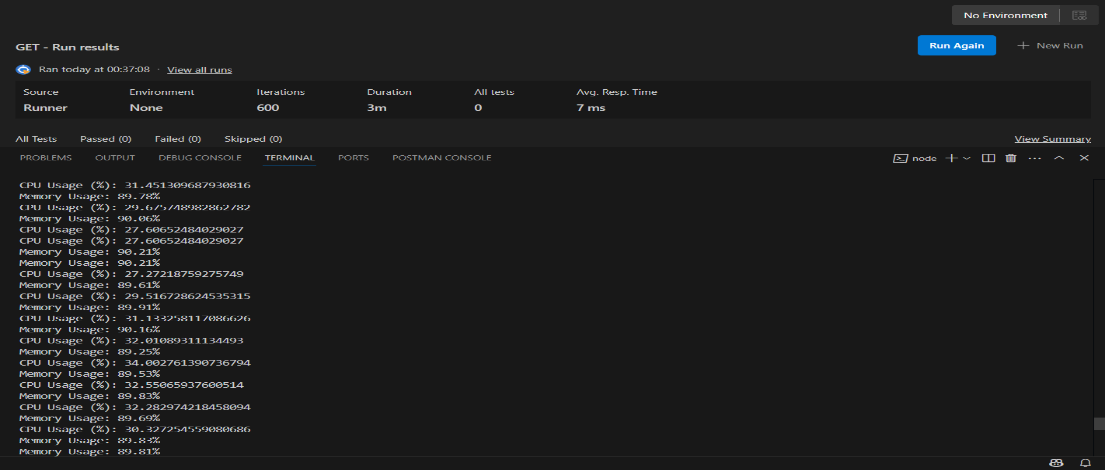 No Environment
GET - Run results
Run Again
New Run
Ran today at 00:37:08 · View all runs
Source Environment Iterations Duration All tests Avg. Resp. Time
Runner None 600 3m 0 7 ms
All Tests Passed (0) Failed (0) Skipped (0) View Summary
PROBLEMS OUTPUT DEBUG CONSOLE TERMINAL PORTS POSTMAN CONSOLE node
CPU Usage (%): 31.451309687930816
Memory Usage: 89.78%
CPU Usage (%): 29.675748982862782
Memory Usage: 90.06%
CPU Usage (%): 27.60652484029027
CPU Usage (%): 27.60652484029027
Memory Usage: 90.21%
Memory Usage: 90.21%
CPU Usage (%): 27.27218759275749
Memory Usage: 89.61%
CPU Usage (%): 29.516728624535315
Memory Usage: 89.91%
CPU Usage (%): 31.133258117086626
Memory Usage: 90.16%
CPU Usage (%): 32.01089311134493
Memory Usage: 89.25%
CPU Usage (%): 34.002761390736794
Memory Usage: 89.53%
CPU Usage (%): 32.55065937600514
Memory Usage: 89.83%
CPU Usage (%): 32.282974218458094
Memory Usage: 89.69%
CPU Usage (%): 30.327254559080686
Memory Usage: 89.83%
Memory Usage: 89.81%